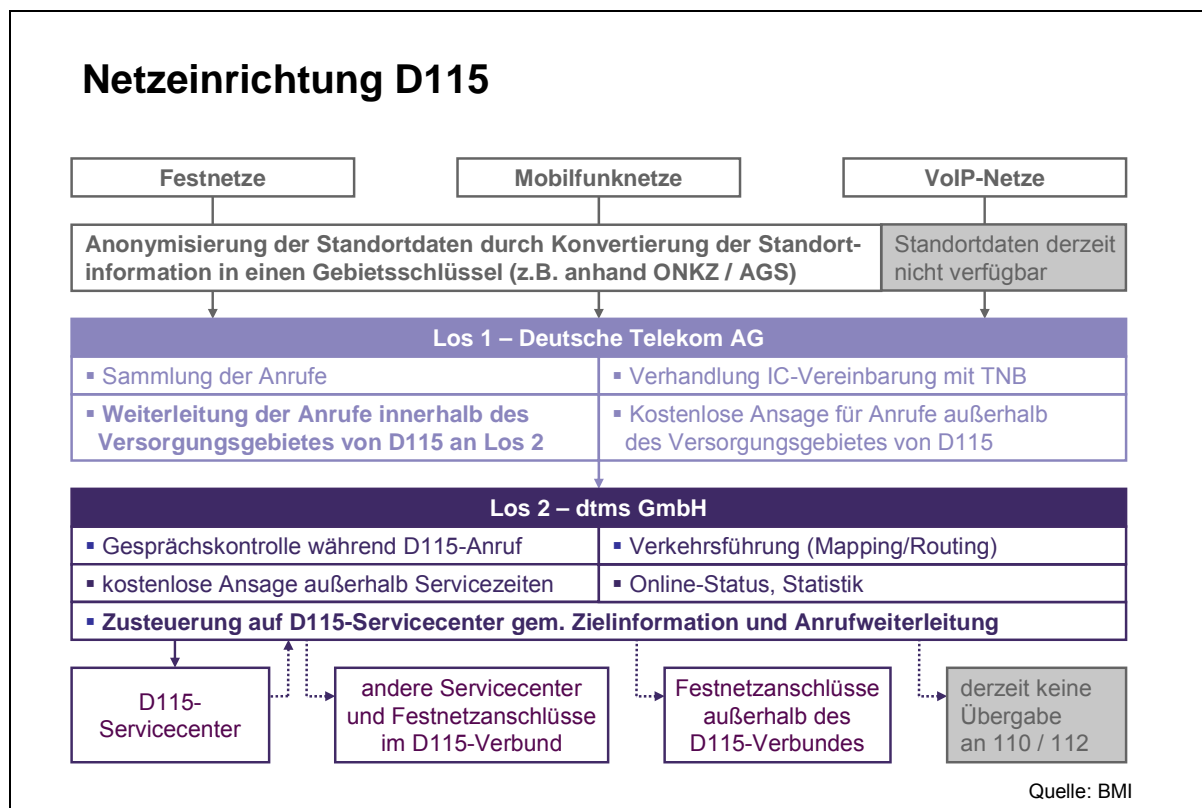 Netzeinrichtung D115
Festnetze
Mobilfunknetze
VoIP-Netze
Anonymisierung der Standortdaten durch Konvertierung der Standort-
information in einen Gebietsschlüssel (z.B. anhand ONKZ / AGS)
Standortdaten derzeit
nicht verfügbar
Los 1 – Deutsche Telekom AG
▪ Sammlung der Anrufe
▪ Verhandlung IC-Vereinbarung mit TNB
▪ Weiterleitung der Anrufe innerhalb des
Versorgungsgebietes von D115 an Los 2
▪ Kostenlose Ansage für Anrufe außerhalb
des Versorgungsgebietes von D115
Los 2 – dtms GmbH
▪ Gesprächskontrolle während D115-Anruf
▪ Verkehrsführung (Mapping/Routing)
▪ kostenlose Ansage außerhalb Servicezeiten
▪ Online-Status, Statistik
▪ Zusteuerung auf D115-Servicecenter gem. Zielinformation und Anrufweiterleitung
D115-
Servicecenter
andere Servicecenter
und Festnetzanschlüsse
im D115-Verbund
Festnetzanschlüsse
außerhalb des
D115-Verbundes
derzeit keine
Übergabe
an 110 / 112
Quelle: BMI